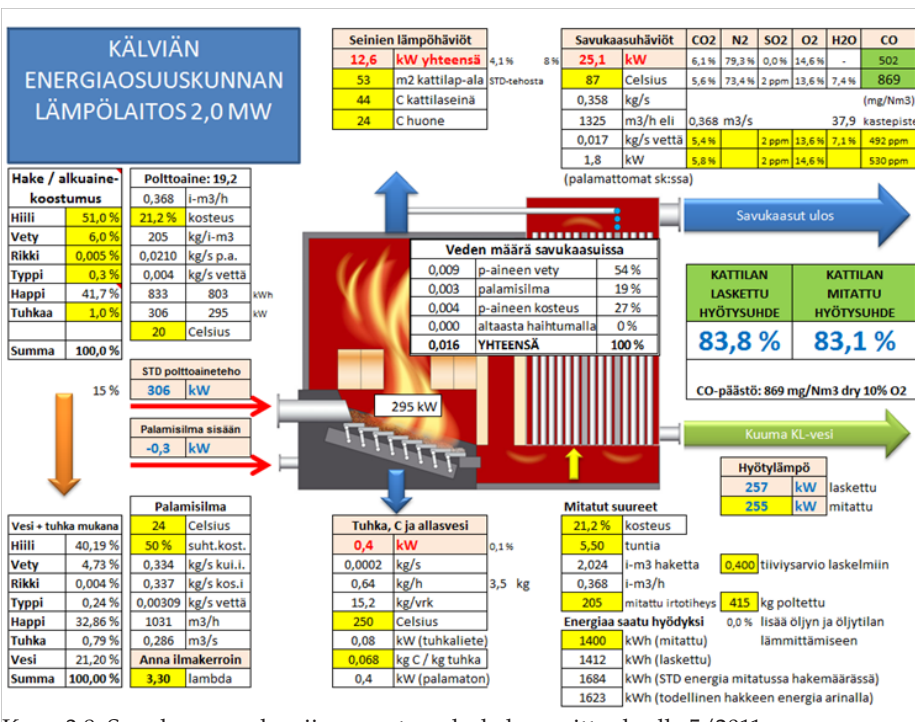 KÄLVIÄN
ENERGIAOSUUSKUNNAN
LÄMPÖLAITOS 2,0 MW
Seinien lämpöhäviöt
12,6 kW yhteensä 4,1 % 8 %
53 m2 kattilap-ala STD-tehosta
44 C kattilaseinä
24 C huone
Savukaasuhäviöt CO2 N2 SO2 O2 H2O CO
25,1 kW 6,1 % 79,3 % 0,0 % 14,6 % - 502
87 Celsius 5,6 % 73,4 % 2 ppm 13,6 % 7,4 % 869
0,358 kg/s (mg/Nm3)
1325 m3/h eli 0,368 m3/s 37,9 kastepiste
0,017 kg/s vettä 5,4 % 2 ppm 13,6 % 7,1 % 492 ppm
1,8 kW 5,8 % 2 ppm 14,6 % 530 ppm
(palamattomat sk:ssa)
Hake / alkuaine-
koostumus
Hiili 51,0 %
Vety 6,0 %
Rikki 0,005 %
Typpi 0,3 %
Happi 41,7 %
Tuhkaa 1,0 %
Summa 100,0 %
Polttoaine: 19,2
0,368 i-m3/h
21,2 % kosteus
205 kg/i-m3
0,0210 kg/s p.a.
0,004 kg/s vettä
833 803 kWh
306 295 kW
20 Celsius
Savukaasut ulos
Veden määrä savukaasuissa
0,009 p-aineen vety 54 %
0,003 palamisilma 19 %
0,004 p-aineen kosteus 27 %
0,000 altaasta haihtumalla 0 %
0,016 YHTEENSÄ 100 %
KATTILAN
LASKETTU
HYÖTYSUHDE
83,8 %
KATTILAN
MITATTU
HYÖTYSUHDE
83,1 %
CO-päästö: 869 mg/Nm3 dry 10% O2
15 %
STD polttoaineteho
306 kW
295 kW
Palamisilma sisään
-0,3 kW
Kuuma KL-vesi
Hyötylämpö
257 kW laskettu
255 kW mitattu
Vesi + tuhka mukana
Hiili 40,19 %
Vety 4,73 %
Rikki 0,004 %
Typpi 0,24 %
Happi 32,86 %
Tuhka 0,79 %
Vesi 21,20 %
Summa 100,00 %
Palamisilma
24 Celsius
50 % suht.kost.
0,334 kg/s kui.i.
0,337 kg/s kos.i
0,00309 kg/s vettä
1031 m3/h
0,286 m3/s
Anna ilmakerroin
3,30 lambda
Tuhka, C ja allasvesi
0,4 kW 0,1 %
0,0002 kg/s
0,64 kg/h 3,5 kg
15,2 kg/vrk
250 Celsius
0,08 kW (tuhkaliete)
0,068 kg C / kg tuhka
0,4 kW (palamaton)
Mitatut suureet
21,2 % kosteus
5,50 tuntia
2,024 i-m3 haketta 0,400 tiiviysarvio laskelmiin
0,368 i-m3/h
205 mitattu irtotiheys 415 kg poltettu
Energiaa saatu hyödyksi 0,0 % lisää öljyn ja öljytilan
1400 kWh (mitattu) lämmittämiseen
1412 kWh (laskettu)
1684 kWh (STD energia mitatussa hakemäärässä)
1623 kWh (todellinen hakkeen energia arinalla)